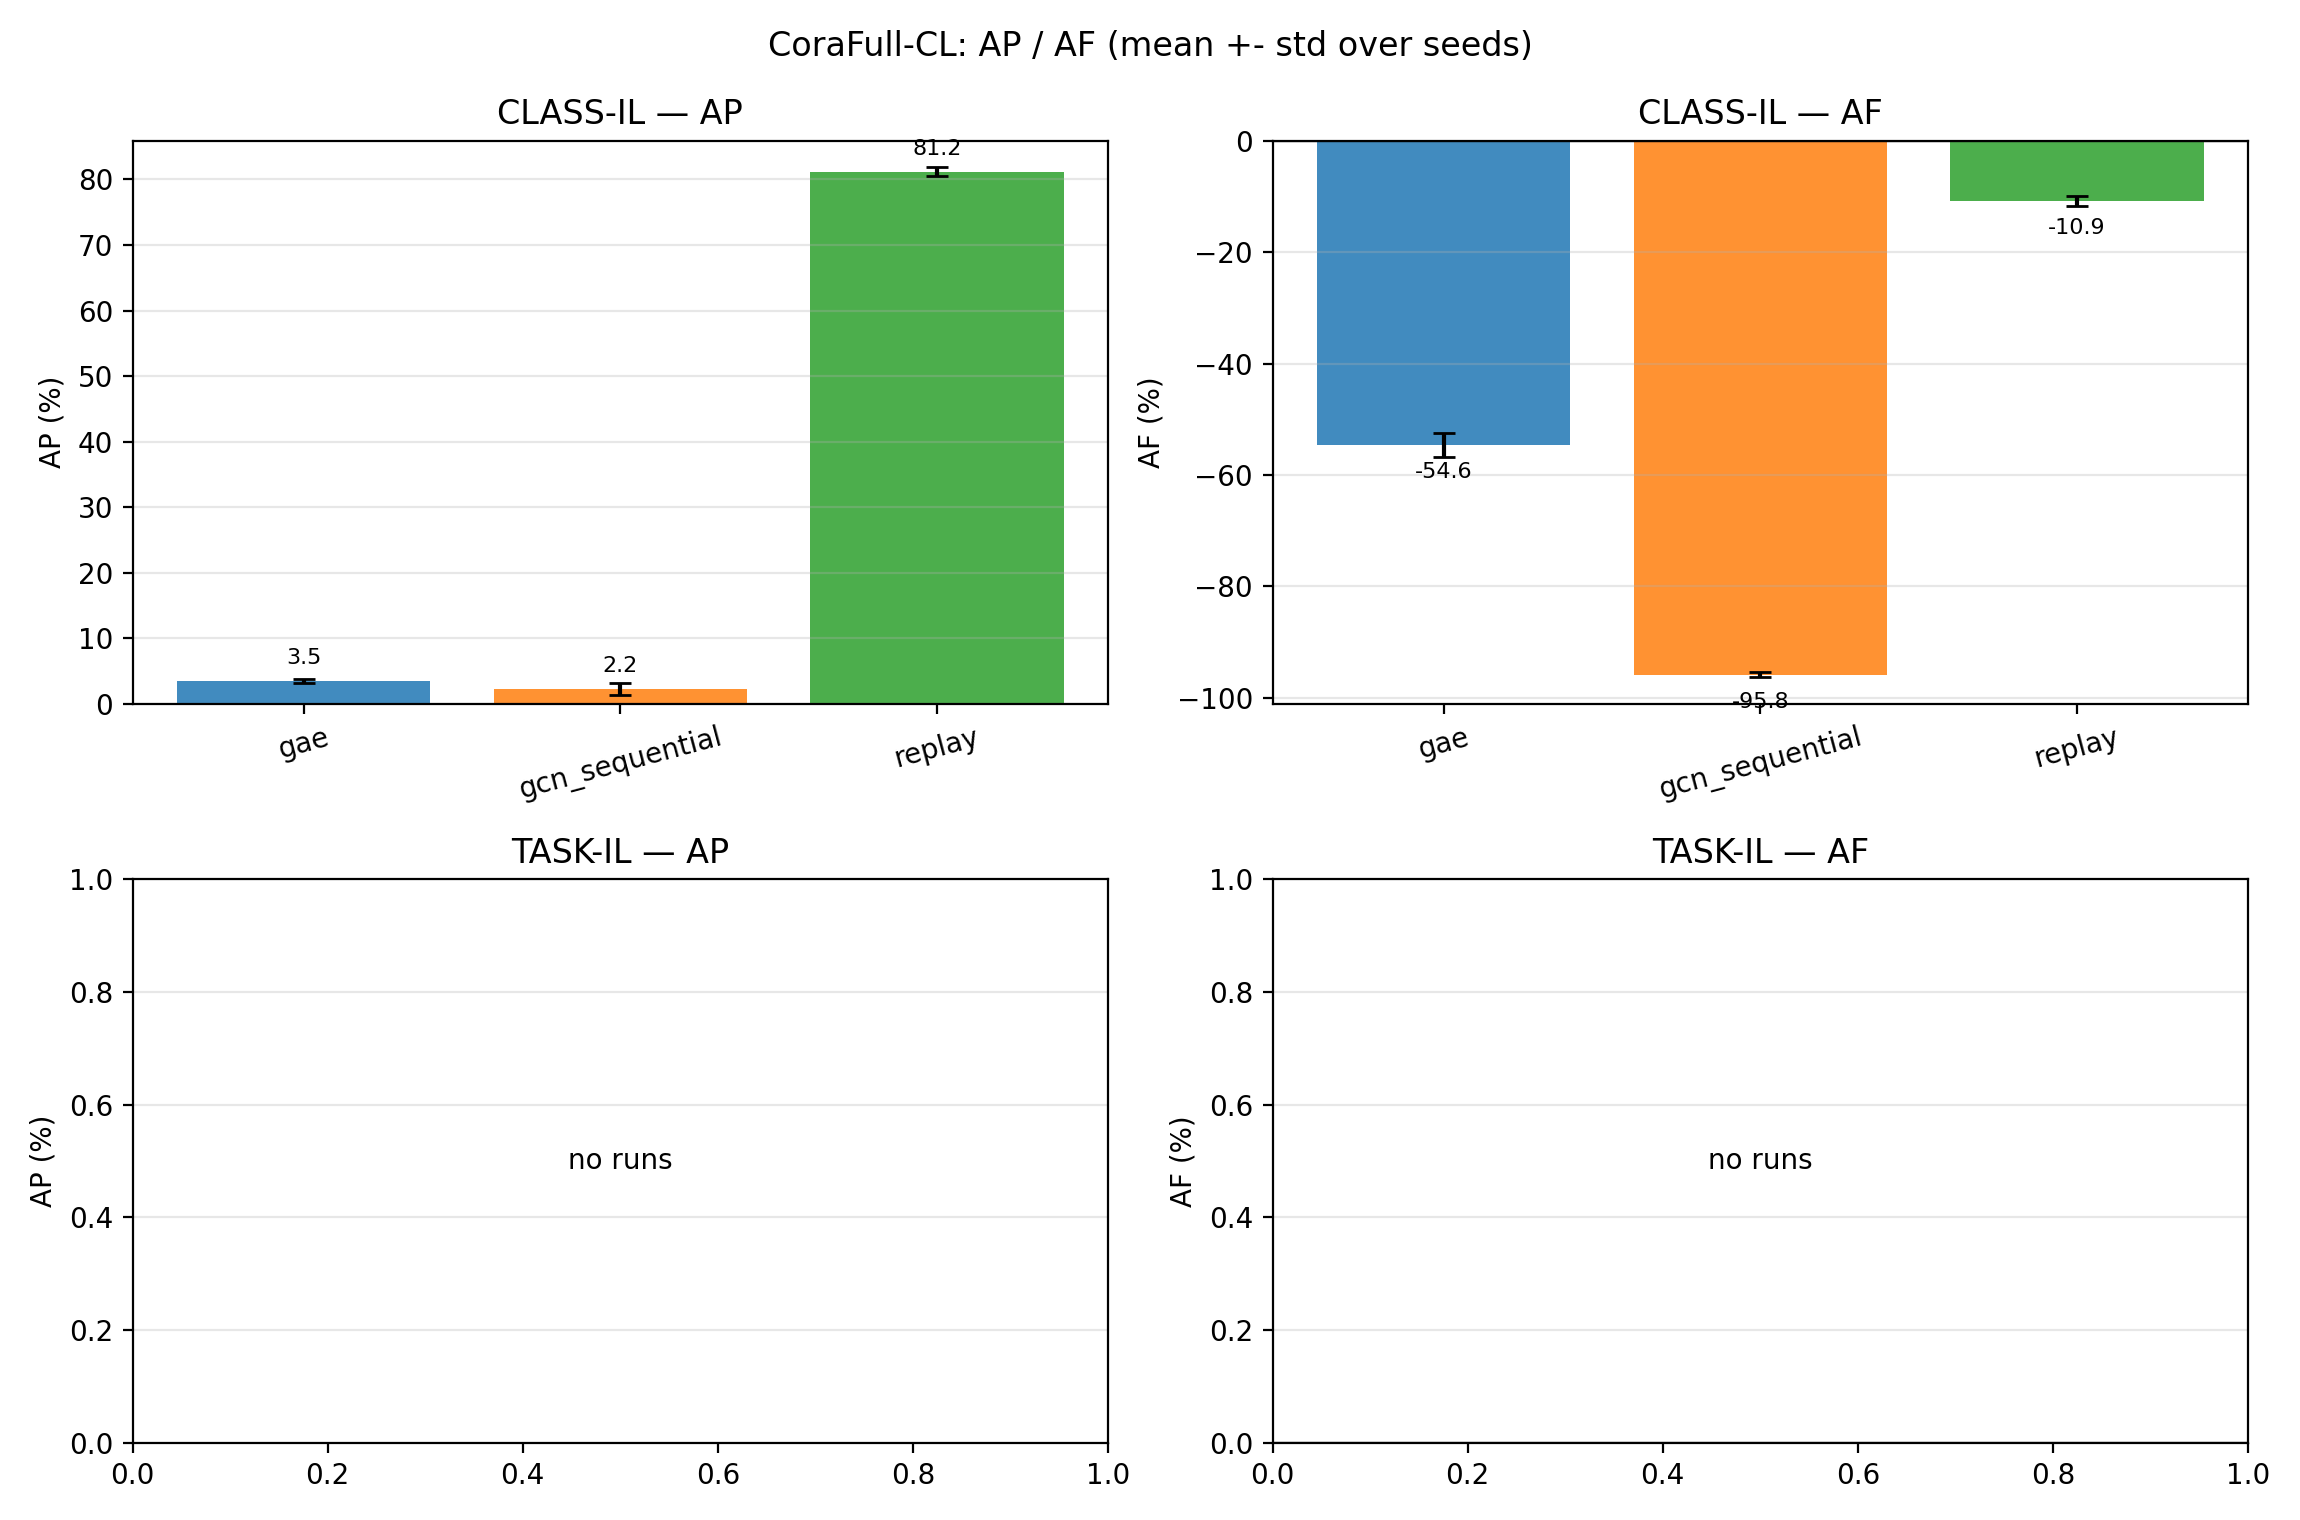 CoraFull-CL: AP / AF (mean +- std over seeds)
CLASS-IL — AP
AP (%)
80
70
60
50
40
30
20
10
0
81.2
3.5
2.2
gae
gcn_sequential
replay
CLASS-IL — AF
AF (%)
0
−20
−40
−60
−80
−100
-10.9
-54.6
-95.8
gae
gcn_sequential
replay
TASK-IL — AP
AP (%)
1.0
0.8
0.6
0.4
0.2
0.0
no runs
0.0 0.2 0.4 0.6 0.8 1.0
TASK-IL — AF
AF (%)
1.0
0.8
0.6
0.4
0.2
0.0
no runs
0.0 0.2 0.4 0.6 0.8 1.0